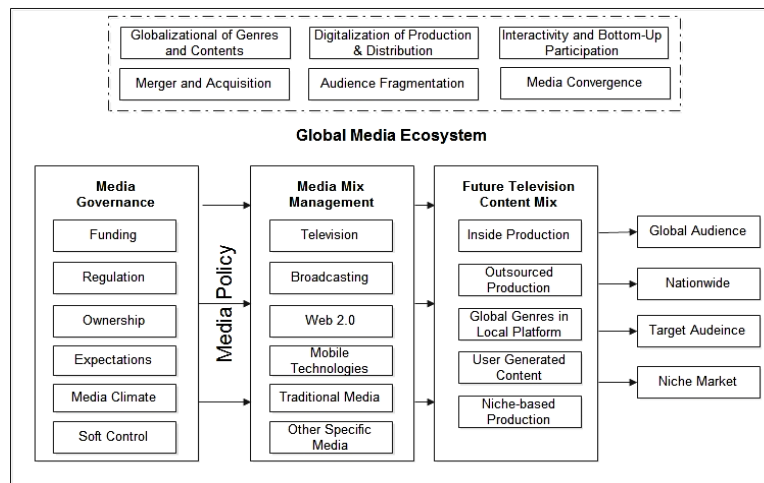 Globalizational of Genres
and Contents
Digitalization of Production
& Distribution
Interactivity and Bottom-Up
Participation
Merger and Acquisition
Audience Fragmentation
Media Convergence
Global Media Ecosystem
Media
Governance
Funding
Regulation
Ownership
Expectations
Media Climate
Soft Control
Media Policy
Media Mix
Management
Television
Broadcasting
Web 2.0
Mobile
Technologies
Traditional Media
Other Specific
Media
Future Television
Content Mix
Inside Production
Outsourced
Production
Global Genres in
Local Platform
User Generated
Content
Niche-based
Production
Global Audience
Nationwide
Target Audeince
Niche Market